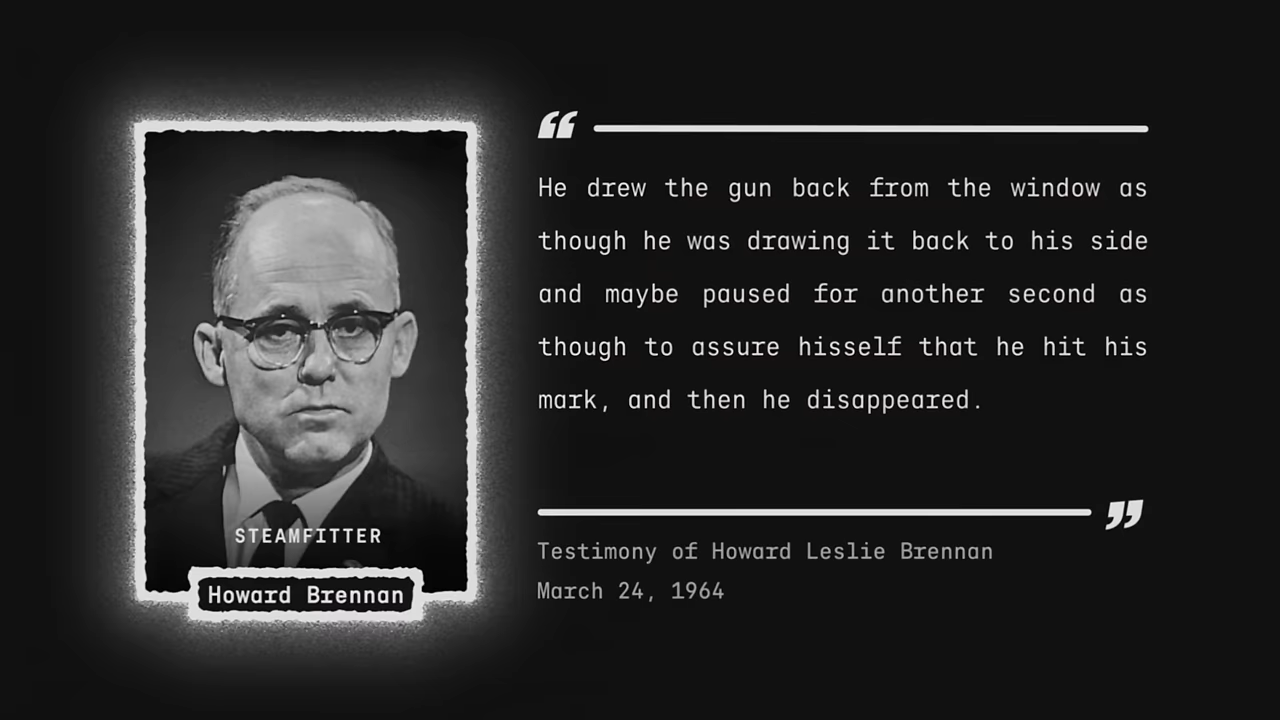 “
He drew the gun back from the window as
though he was drawing it back to his side
and maybe paused for another second as
though to assure hisself that he hit his
mark, and then he disappeared.
”
Testimony of Howard Leslie Brennan
March 24, 1964
STEAMFITTER
Howard Brennan